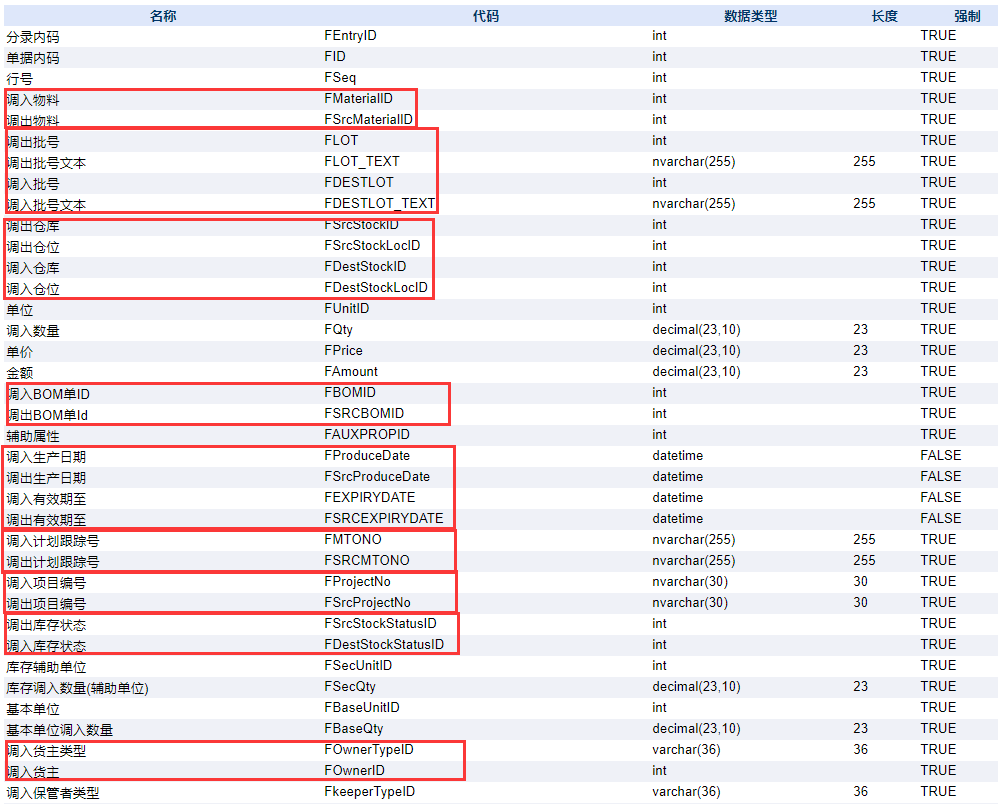 名称 代码 数据类型 长度 强制
分录内码 FEntryID int TRUE
单据内码 FID int TRUE
行号 FSeq int TRUE
调入物料 FMaterialID int TRUE
调出物料 FSrcMaterialID int TRUE
调出批号 FLOT int TRUE
调出批号文本 FLOT_TEXT nvarchar(255) 255 TRUE
调入批号 FDESTLOT int TRUE
调入批号文本 FDESTLOT_TEXT nvarchar(255) 255 TRUE
调出仓库 FSrcStockID int TRUE
调出仓位 FSrcStockLocID int TRUE
调入仓库 FDestStockID int TRUE
调入仓位 FDestStockLocID int TRUE
单位 FUnitID int TRUE
调入数量 FQty decimal(23,10) 23 TRUE
单价 FPrice decimal(23,10) 23 TRUE
金额 FAmount decimal(23,10) 23 TRUE
调入BOM单ID FBOMID int TRUE
调出BOM单Id FSRCBOMID int TRUE
辅助属性 FAUXPROPID int TRUE
调入生产日期 FProduceDate datetime FALSE
调出生产日期 FSrcProduceDate datetime FALSE
调入有效期至 FEXPIRYDATE datetime FALSE
调出有效期至 FSRCEXPIRYDATE datetime FALSE
调入计划跟踪号 FMTONO nvarchar(255) 255 TRUE
调出计划跟踪号 FSRCMTONO nvarchar(255) 255 TRUE
调入项目编号 FProjectNo nvarchar(30) 30 TRUE
调出项目编号 FSrcProjectNo nvarchar(30) 30 TRUE
调出库存状态 FSrcStockStatusID int TRUE
调入库存状态 FDestStockStatusID int TRUE
库存辅助单位 FSecUnitID int TRUE
库存调入数量(辅助单位) FSecQty decimal(23,10) 23 TRUE
基本单位 FBaseUnitID int TRUE
基本单位调入数量 FBaseQty decimal(23,10) 23 TRUE
调入货主类型 FOwnerTypeID varchar(36) 36 TRUE
调入货主 FOwnerID int TRUE
调入保管者类型 FkeeperTypeID varchar(36) 36 TRUE